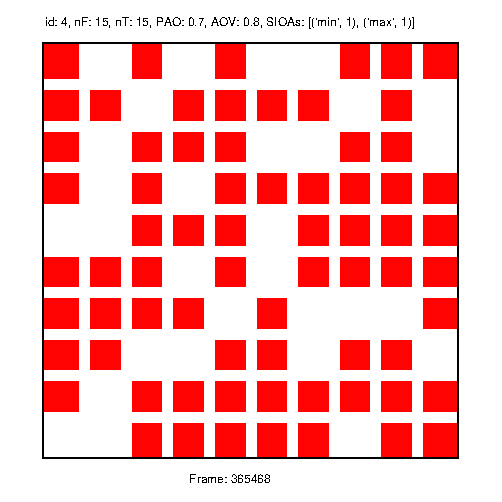 id: 4, nF: 15, nT: 15, PAO: 0.7, AOV: 0.8, SIOAs: [('min', 1), ('max', 1)]
Frame: 365468